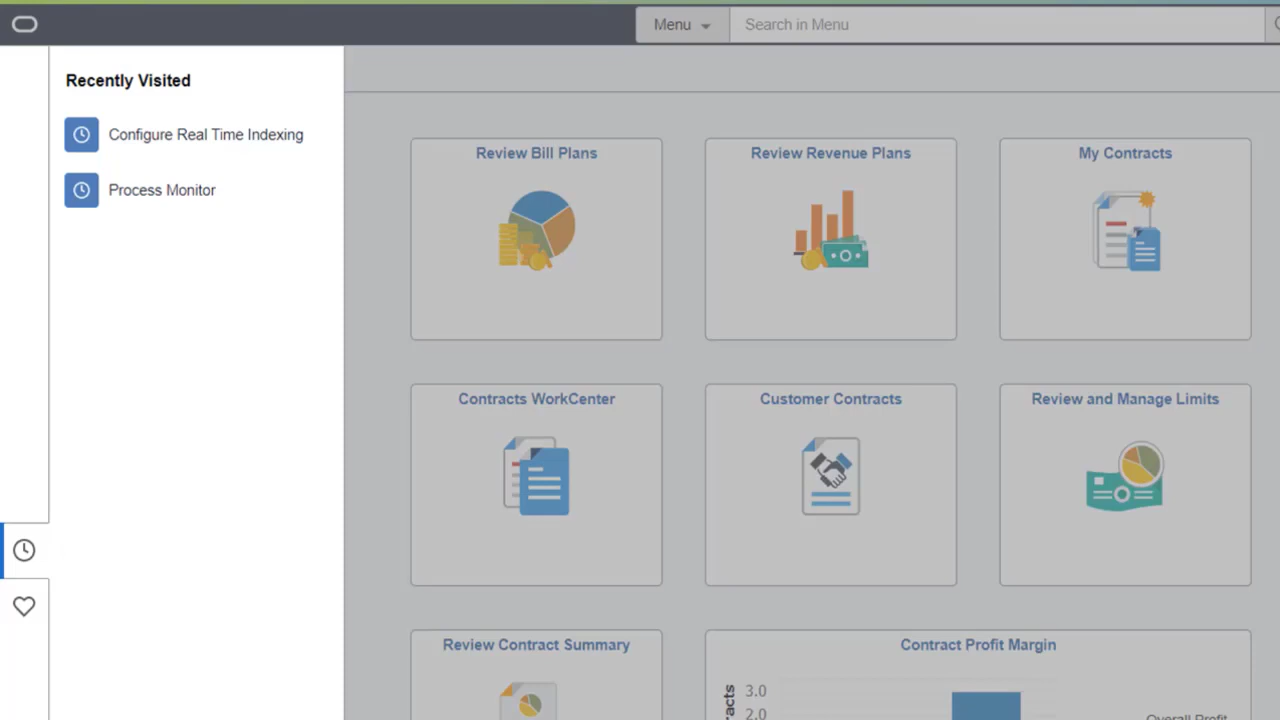 Menu
Search in Menu
Recently Visited
Configure Real Time Indexing
Process Monitor
Review Bill Plans
Review Revenue Plans
My Contracts
Contracts WorkCenter
Customer Contracts
Review and Manage Limits
Review Contract Summary
Contract Profit Margin
3.0
2.0
Overall Profit